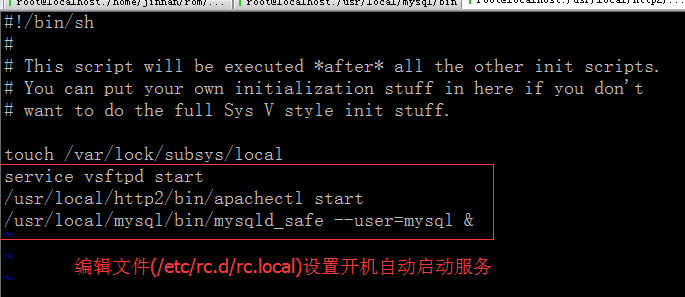 root@localhost:/home/jinnan/rom/... root@localhost:/usr/local/mysql/bin root@localhost:/usr/local/http2/...
#!/bin/sh
#
# This script will be executed *after* all the other init scripts.
# You can put your own initialization stuff in here if you don't
# want to do the full Sys V style init stuff.
touch /var/lock/subsys/local
service vsftpd start
/usr/local/http2/bin/apachectl start
/usr/local/mysql/bin/mysqld_safe --user=mysql &
~
~
编辑文件(/etc/rc.d/rc.local)设置开机自动启动服务
~